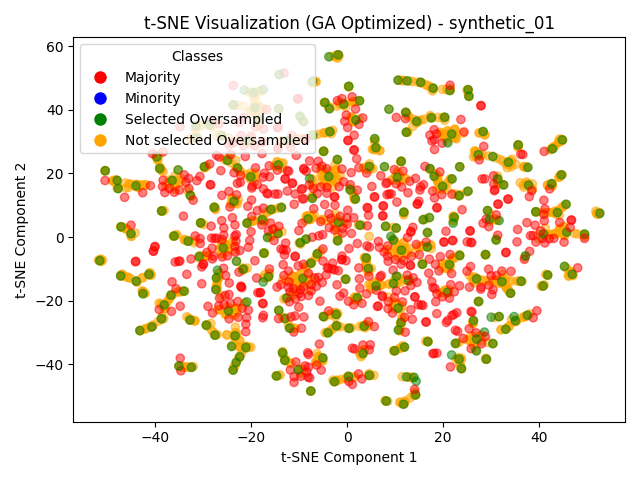 t-SNE Visualization (GA Optimized) - synthetic_01
Classes
Majority
Minority
Selected Oversampled
Not selected Oversampled
60
40
20
0
−20
−40
t-SNE Component 2
−40
−20
0
20
40
t-SNE Component 1